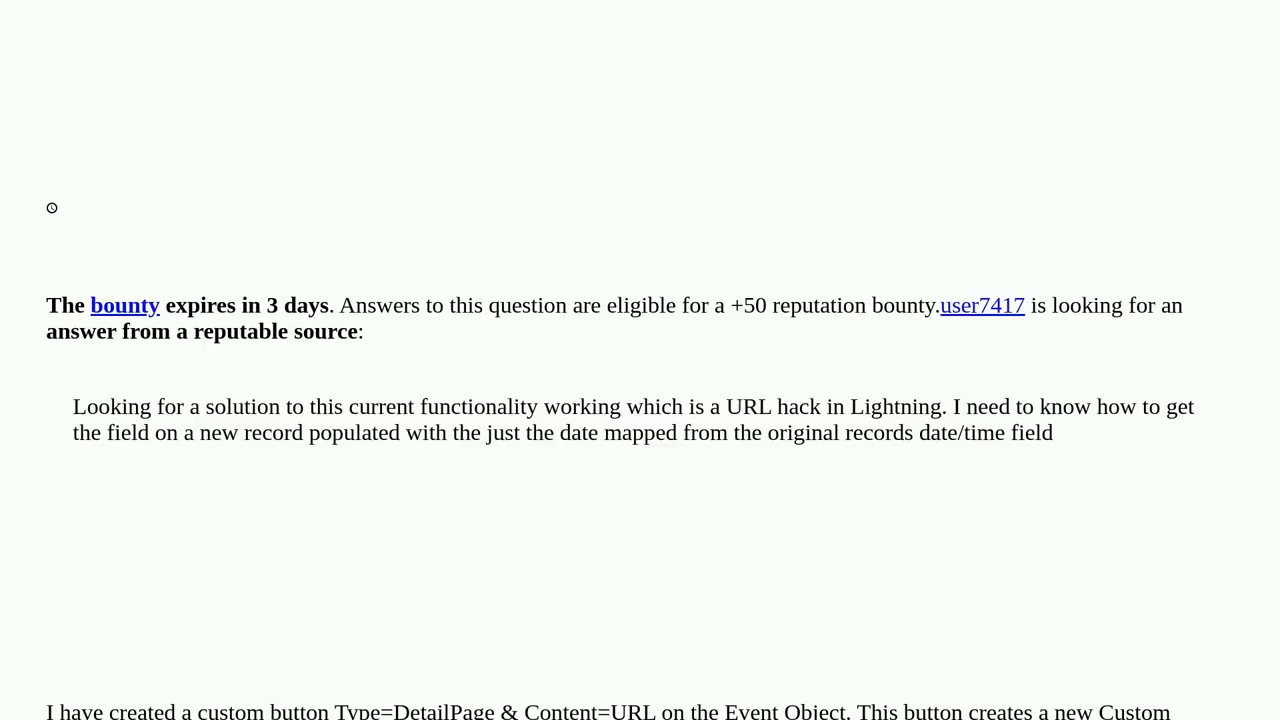 The bounty expires in 3 days. Answers to this question are eligible for a +50 reputation bounty.user7417 is looking for an
answer from a reputable source:
Looking for a solution to this current functionality working which is a URL hack in Lightning. I need to know how to get
the field on a new record populated with the just the date mapped from the original records date/time field
I have created a custom button Type=DetailPage & Content=URL on the Event Object. This button creates a new Custom